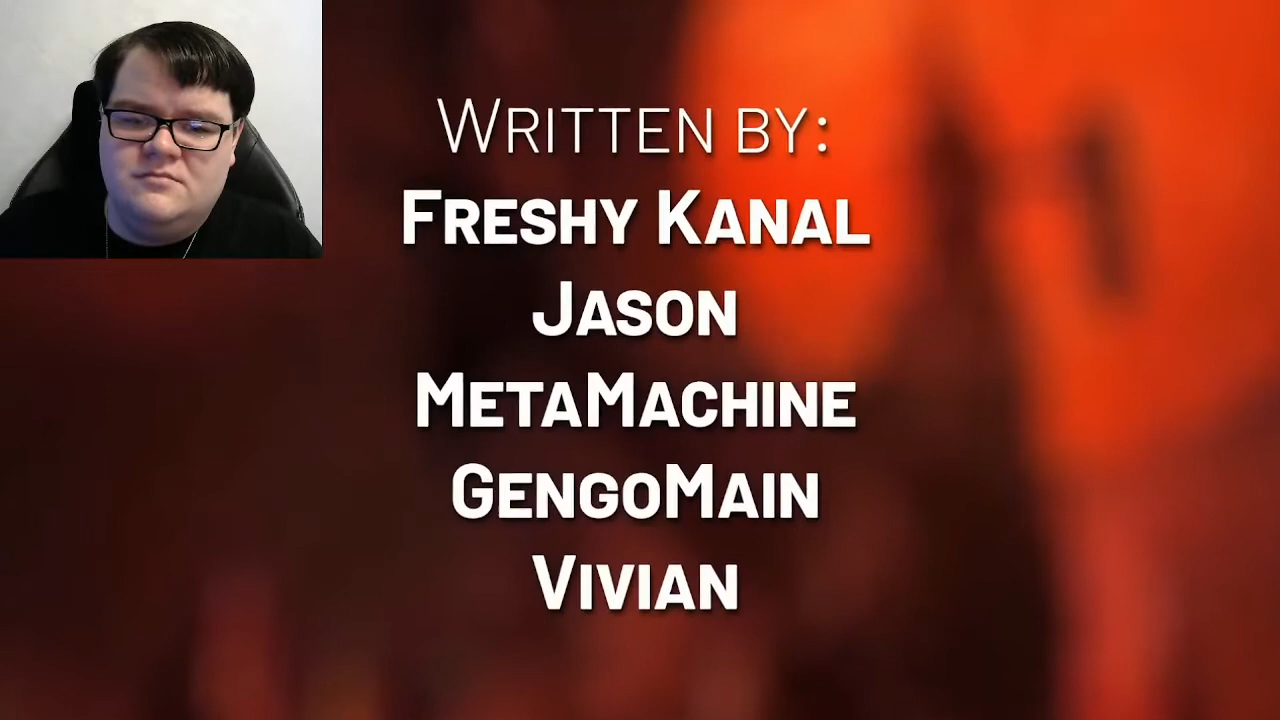 WRITTEN BY:
FRESHY KANAL
JASON
METAMACHINE
GENGOMAIN
VIVIAN